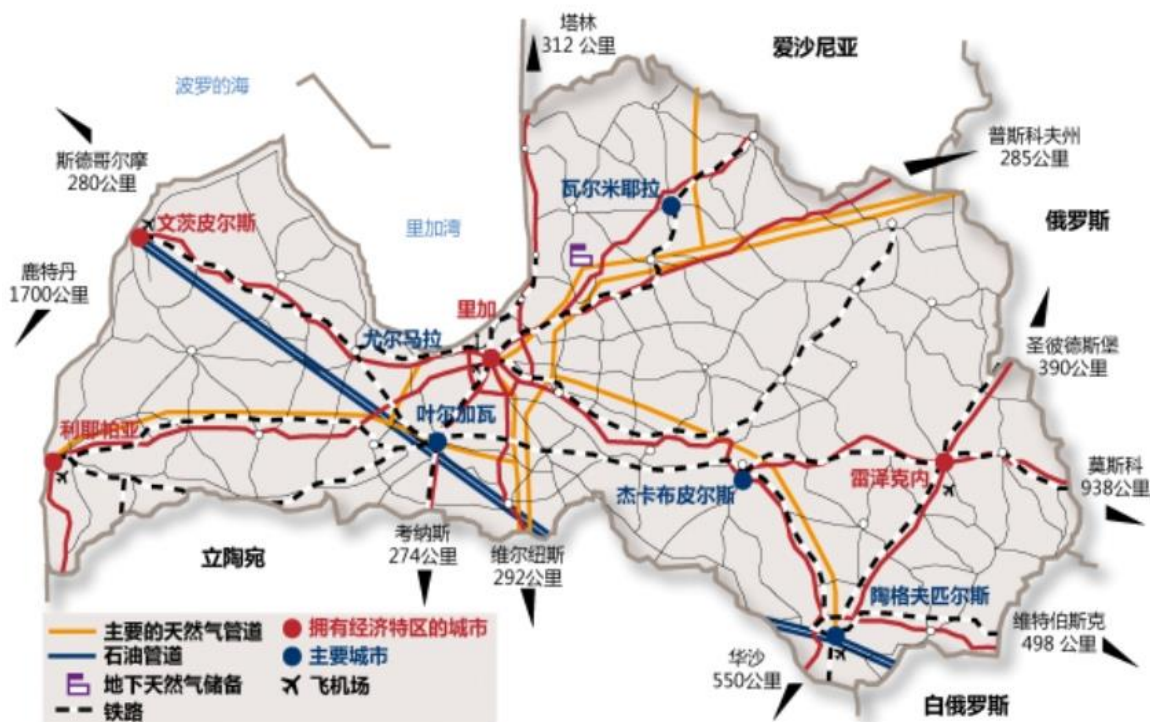 塔林
312 公里
爱沙尼亚
波罗的海
斯德哥尔摩
280公里
普斯科夫州
285公里
瓦尔米耶拉
文茨皮尔斯
里加湾
俄罗斯
鹿特丹
1700公里
里加
尤尔马拉
圣彼德斯堡
390公里
叶尔加瓦
利耶帕亚
杰卡布皮尔斯
雷泽克内
莫斯科
938公里
考纳斯
274公里
维尔纽斯
292公里
立陶宛
陶格夫匹尔斯
维特伯斯克
498 公里
华沙
550公里
白俄罗斯
主要的天然气管道
拥有经济特区的城市
石油管道
主要城市
地下天然气储备
飞机场
铁路